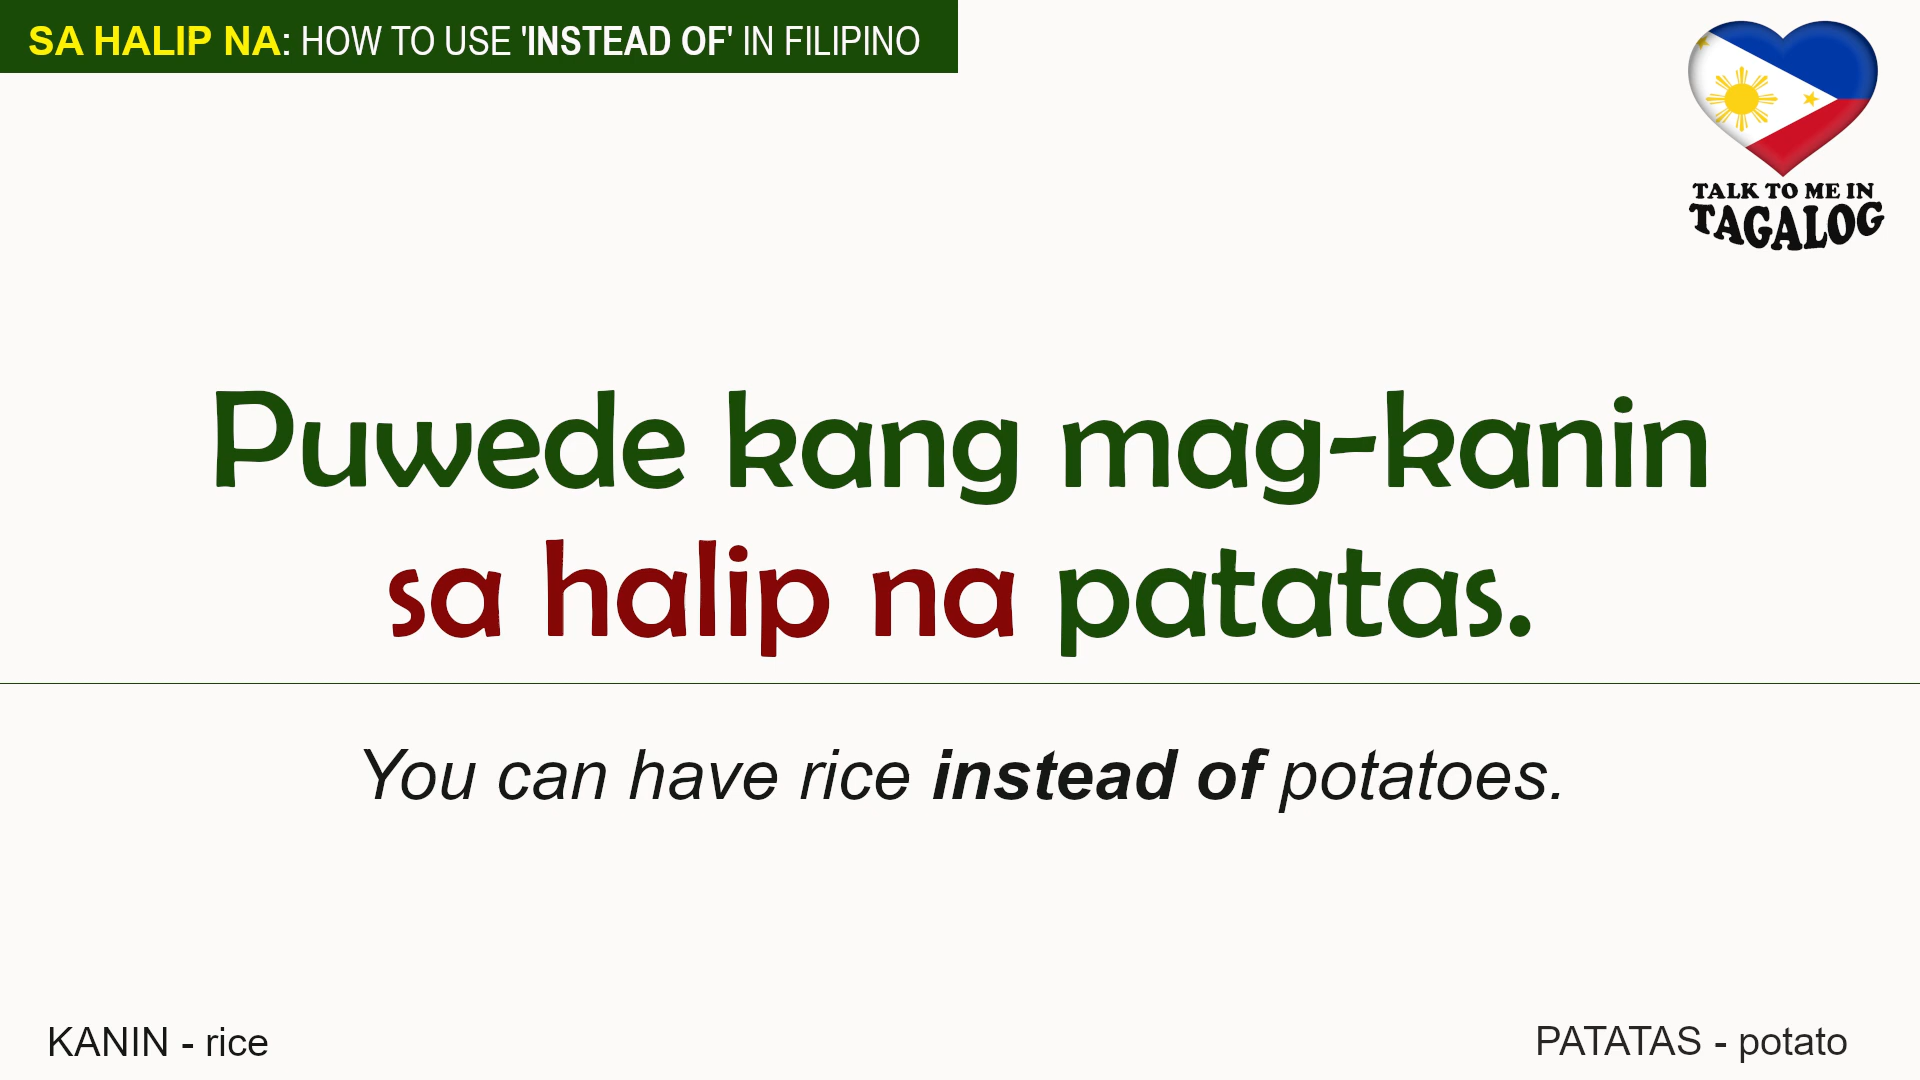 SA HALIP NA: HOW TO USE 'INSTEAD OF' IN FILIPINO
TALK TO ME IN
TAGALOG
Puwede kang mag-kanin
sa halip na patatas.
You can have rice instead of potatoes.
KANIN - rice
PATATAS - potato